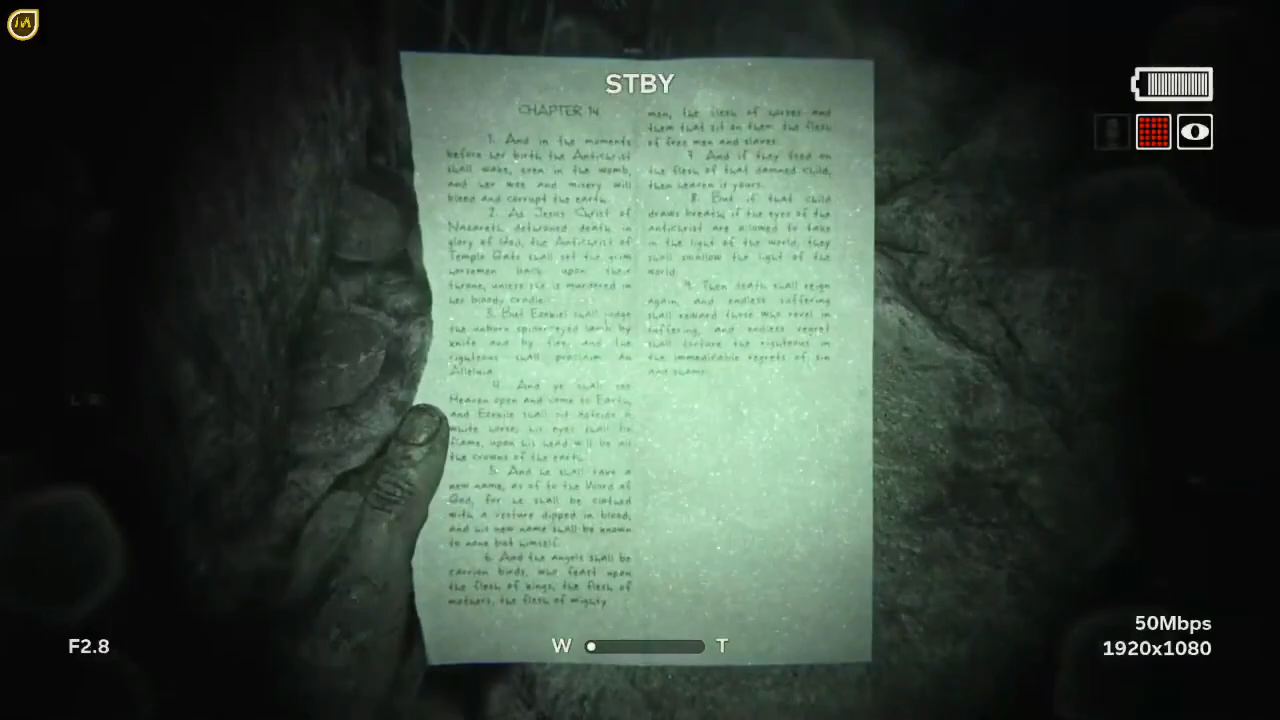 STBY
CHAPTER 14
1. And in the moments
before her birth the Antichrist
shall wake, even in the womb,
and her woe and misery will
bleed and corrupt the earth.
2. As Jesus Christ of
Nazareth dethroned death in
glory of God, the Antichrist of
Temple Gate shall set the grim
horseman back upon their
throne, unless she is murdered in
her bloody cradle.
3. But Ezekiel shall judge
the unborn spider-eyed lamb by
knife and by fire, and the
righteous shall proclaim an
Alleluia.
4. And ye shall see
Heaven open and come to Earth,
and shall sit astride a
white horse; his eyes shall be
flame, upon his head will be all
the crowns of the earth.
5. And he shall take a
new name, as of to the Word of
God, for he shall be clothed
with a vesture dipped in blood,
and his new name shall be known
to none but himself.
6. And the angels shall be
carrion birds, who feast upon
the flesh of kings, the flesh of
mothers, the flesh of mighty
men, the flesh of horses and
them that sit on them, the flesh
of free men and slaves.
7. And if they feed on
the flesh of that damned child,
then heaven is yours.
8. But if that child
draws breath, if the eyes of the
antichrist are allowed to take
in the light of the world, they
shall swallow the light of the
world.
9. Then death shall reign
again, and endless suffering
shall reward those who revel in
suffering, and endless regret
shall torture the righteous in
the immedicable regrets of sin
and shame.
F2.8
W T
50Mbps
1920x1080